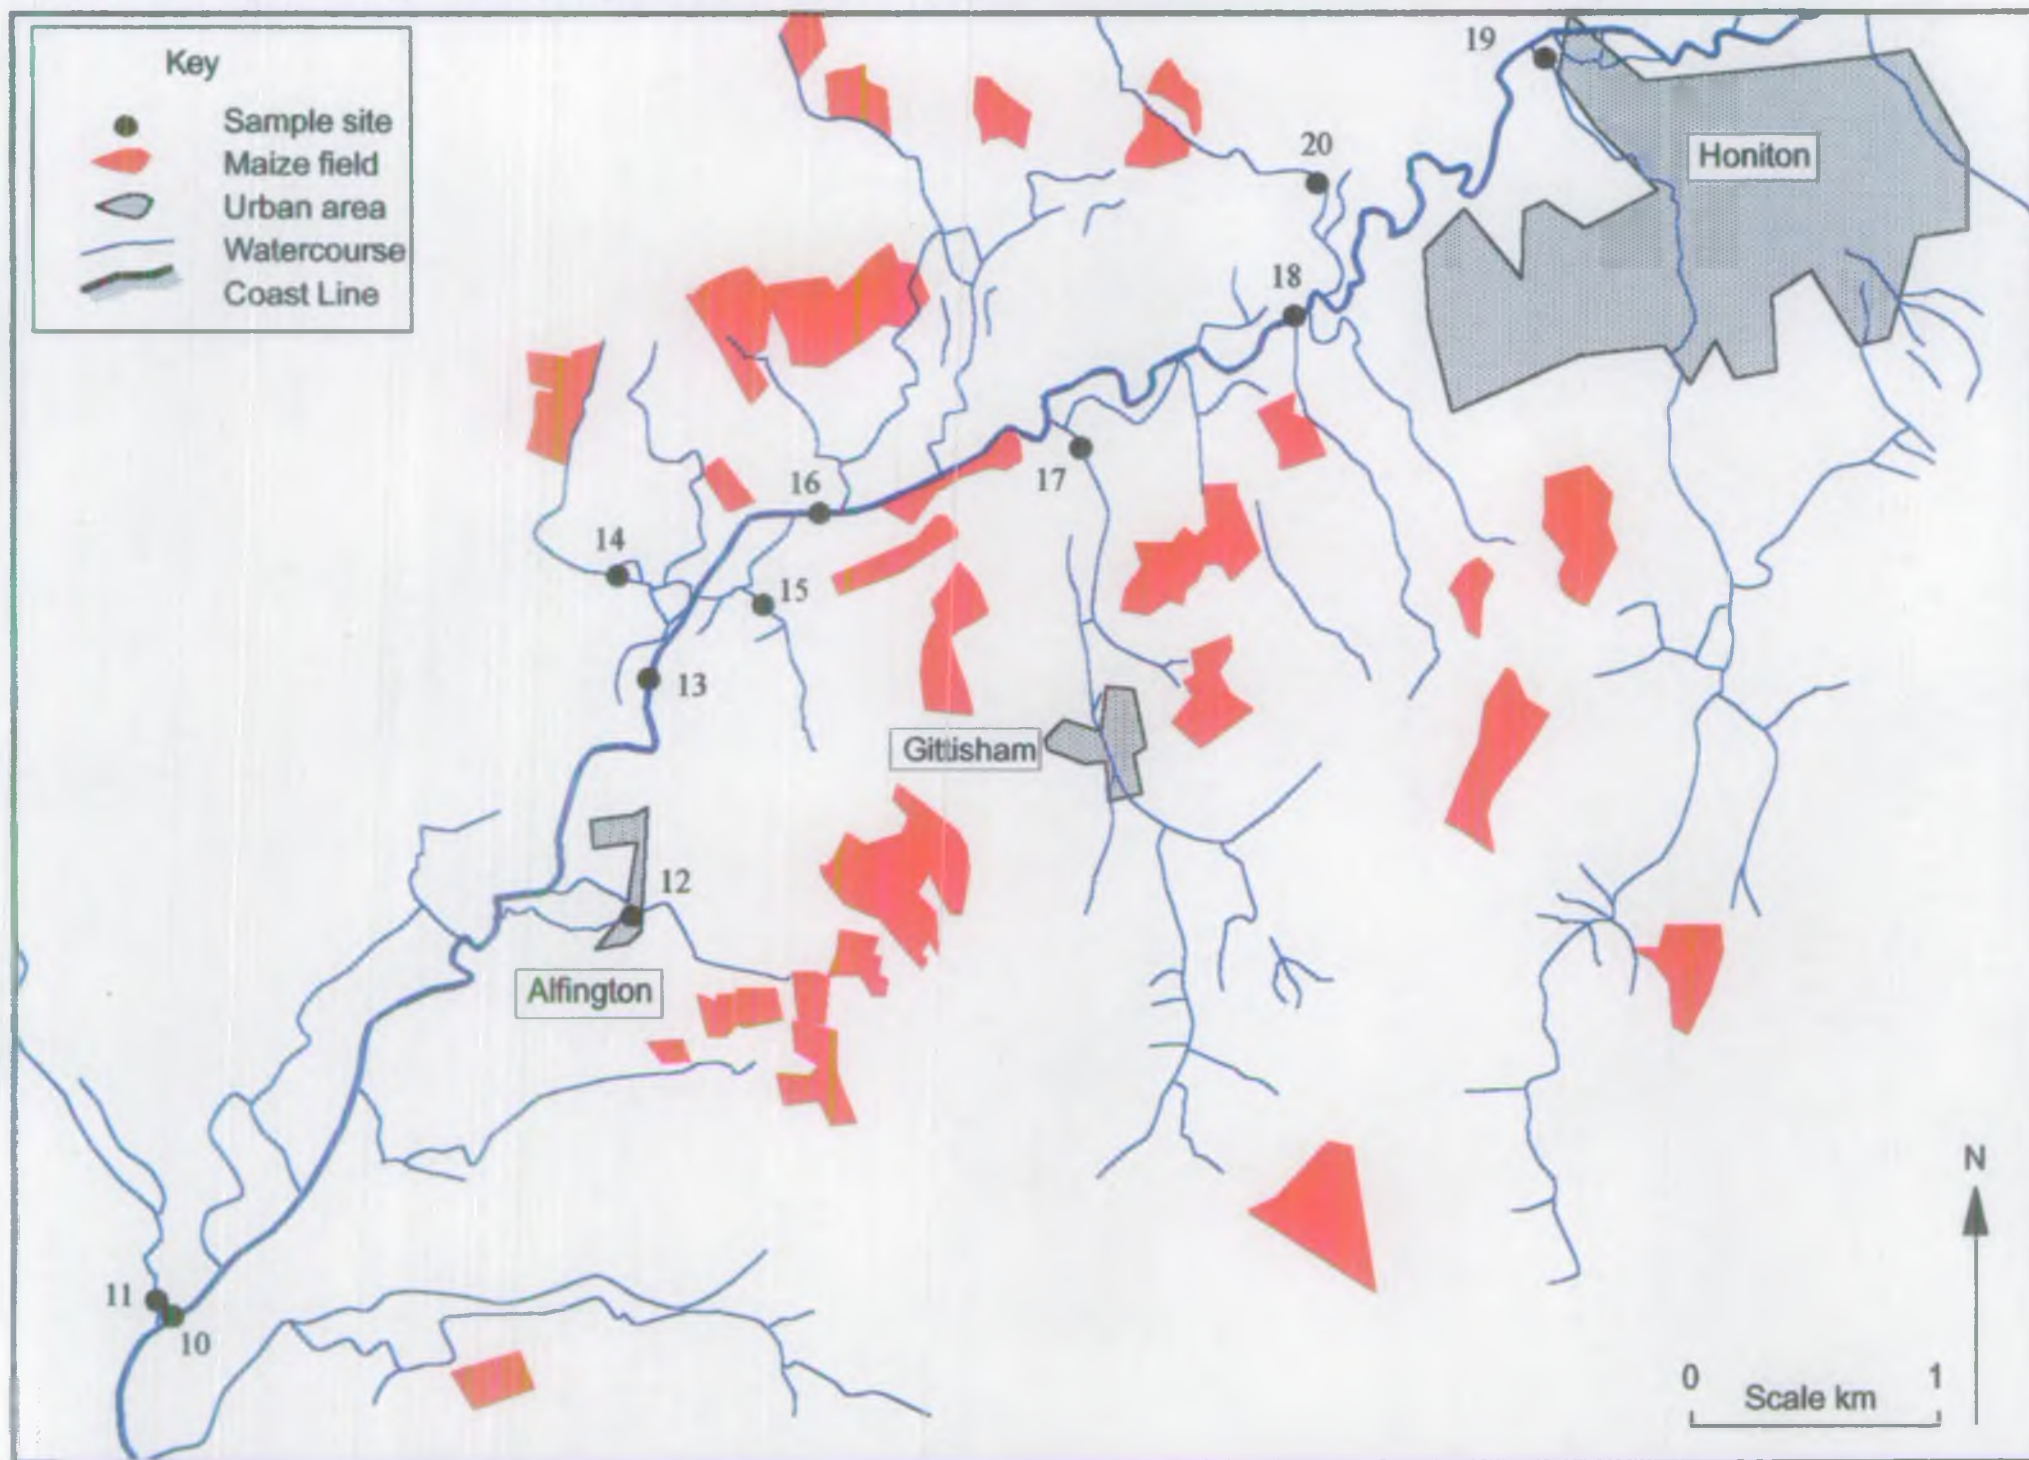 Key
Sample site
Maize field
Urban area
Watercourse
Coast Line
19
Honiton
20
18
17
16
14
15
13
Gittisham
12
Alfington
N
11
10
0
1
Scale km